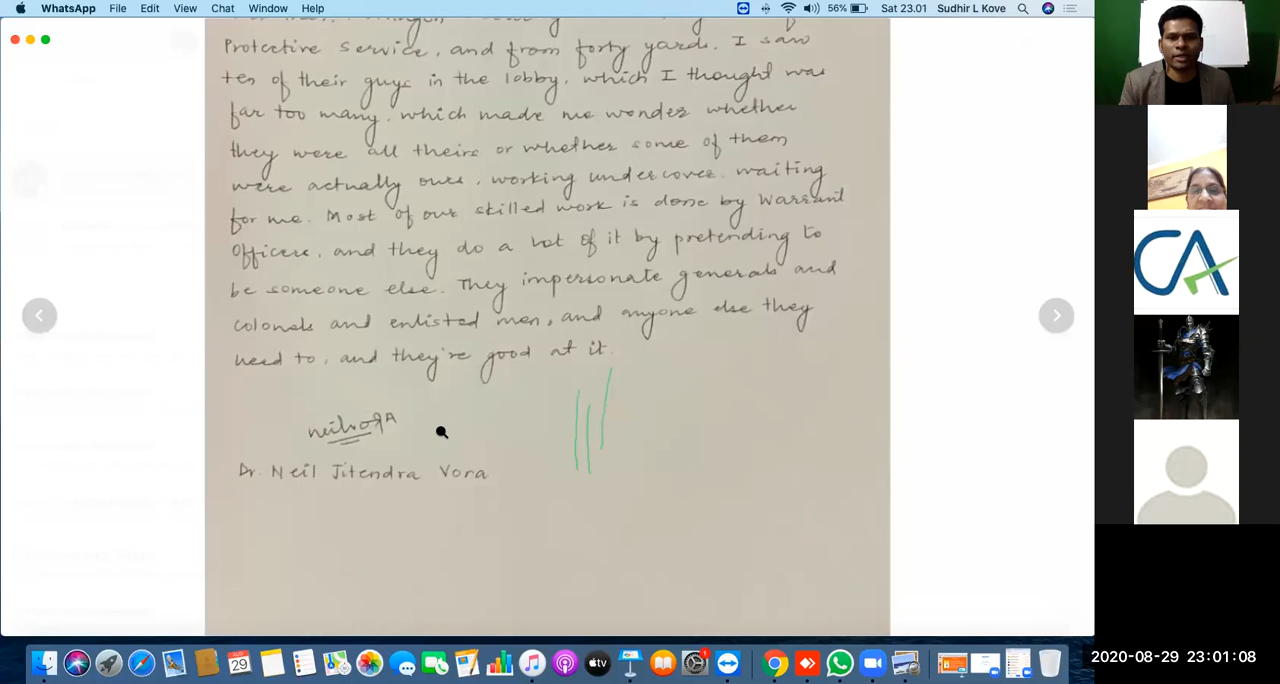 WhatsApp File Edit View Chat Window Help 56% Sat 23.01 Sudhir L Kove
Protective service, and from forty yards. I saw
ten of their guys in the lobby, which I thought was
far too many, which made me wonder whether
they were all theirs or whether some of them
were actually ours, working undercover, waiting
for me. Most of our skilled work is done by Warrant
Officers, and they do a lot of it by pretending to
be someone else. They impersonate generals and
colonels and enlisted men, and anyone else they
need to, and they're good at it.
Dr. Neil Jitendra Vora
CA
29
tv
1
2020-08-29 23:01:08